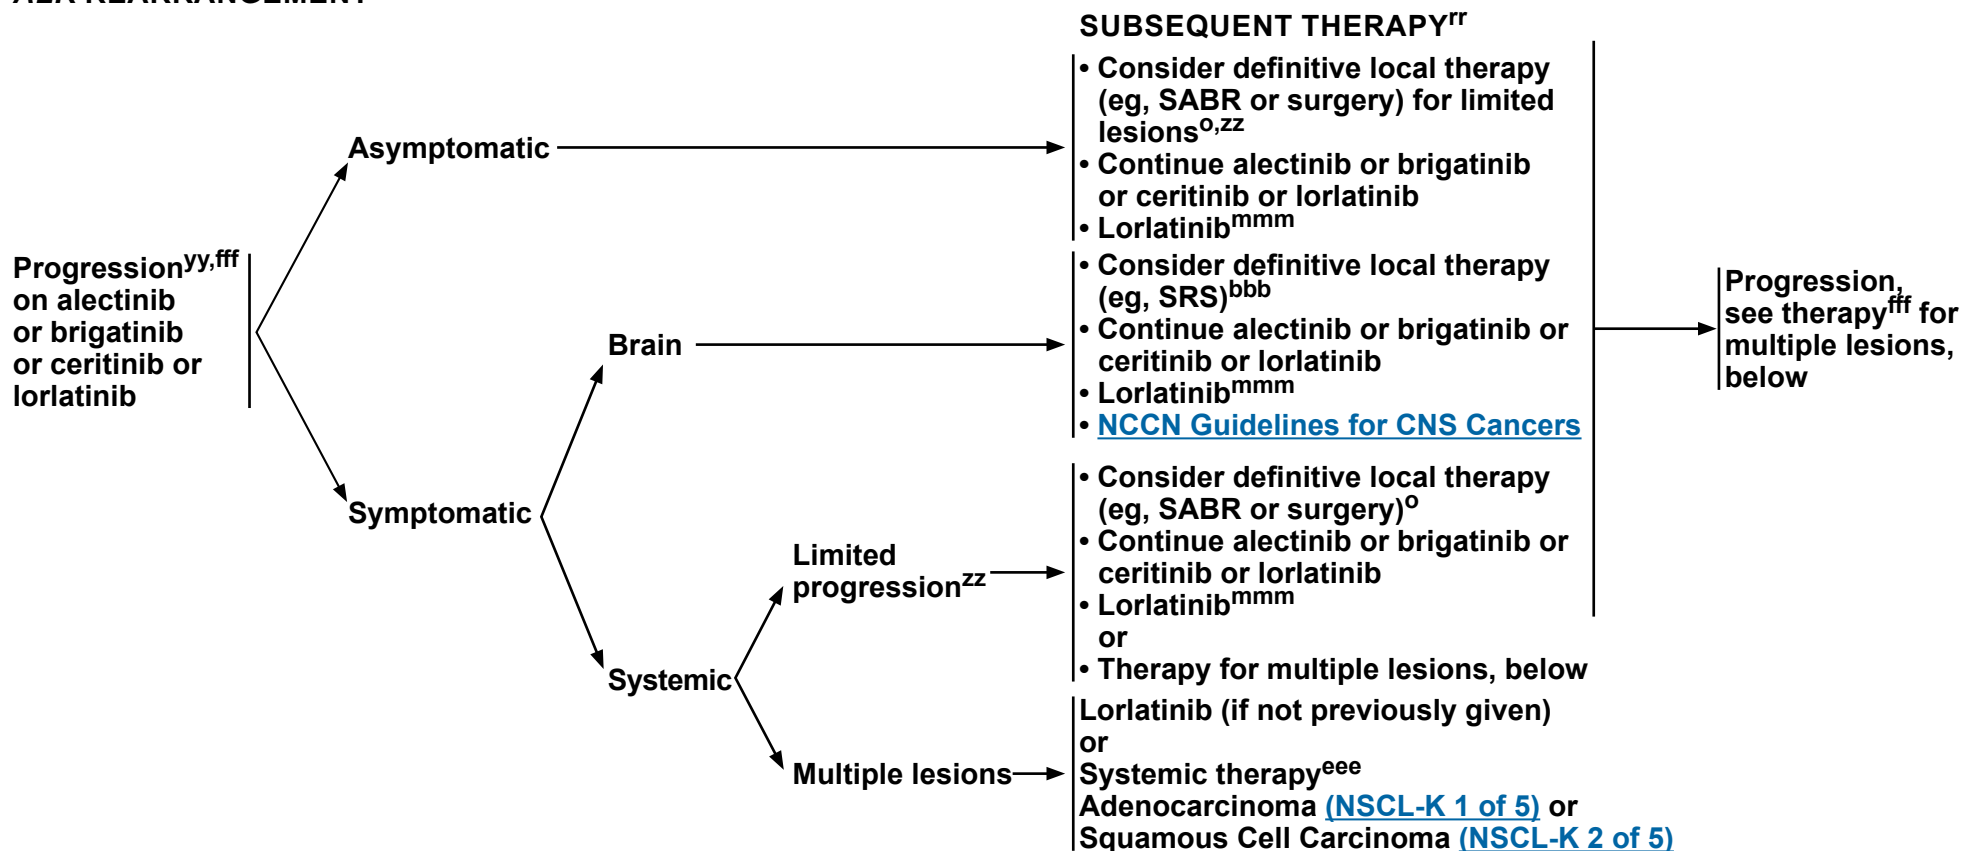 ALK REARRANGEMENT
SUBSEQUENT THERAPYrr
• Consider definitive local therapy
(eg, SABR or surgery) for limited
lesionso,zz
• Continue alectinib or brigatinib
or ceritinib or lorlatinib
• Lorlatinibmmm
Asymptomatic
Progressionyy,fff
on alectinib
or brigatinib
or ceritinib or
lorlatinib
• Consider definitive local therapy
(eg, SRS)bbb
• Continue alectinib or brigatinib or
ceritinib or lorlatinib
• Lorlatinibmmm
• NCCN Guidelines for CNS Cancers
Brain
Progression,
see therapyfff for
multiple lesions,
below
Symptomatic
• Consider definitive local therapy
(eg, SABR or surgery)o
• Continue alectinib or brigatinib or
ceritinib or lorlatinib
• Lorlatinibmmm
or
• Therapy for multiple lesions, below
Limited
progressionzz
Systemic
Multiple lesions
Lorlatinib (if not previously given)
or
Systemic therapyeee
Adenocarcinoma (NSCL-K 1 of 5) or
Squamous Cell Carcinoma (NSCL-K 2 of 5)